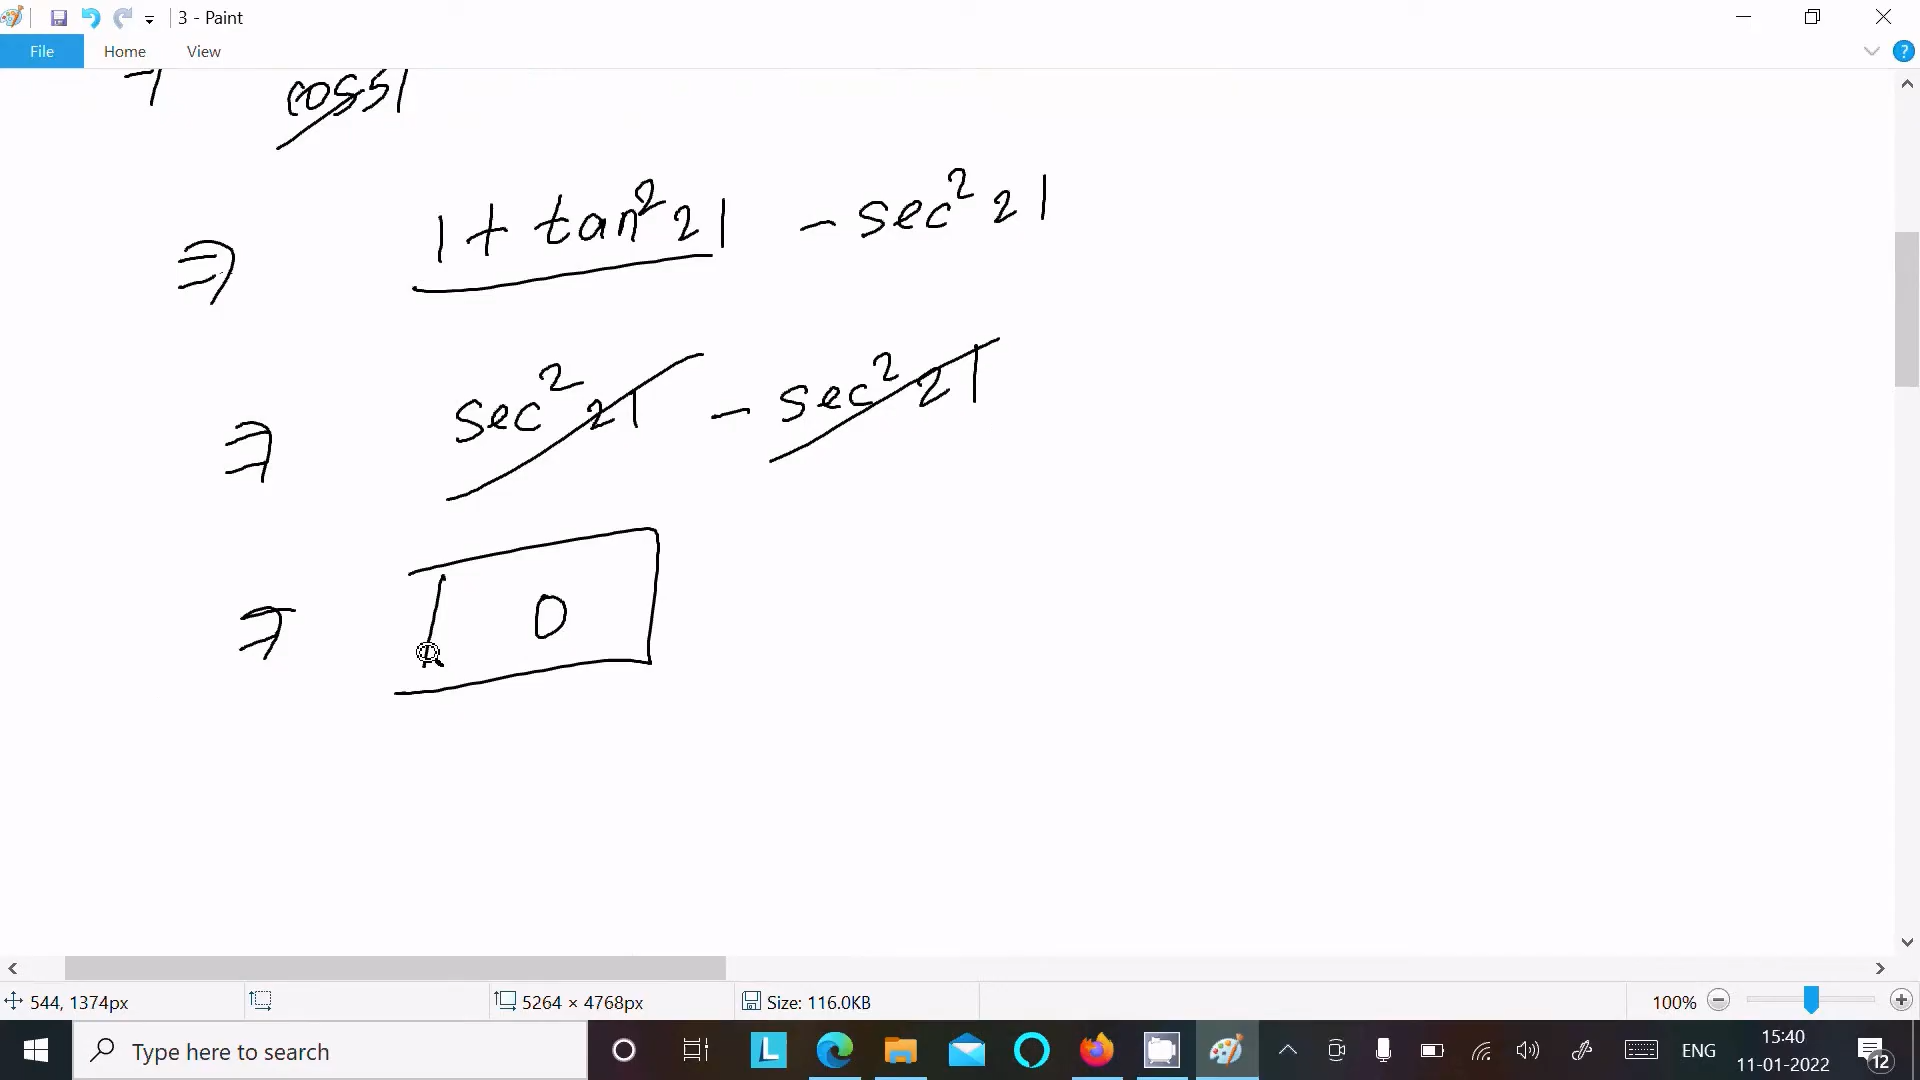 3 - Paint
File Home View
⇒ cos51
⇒ 1 + tan²21 - sec²21
⇒ sec²21 - sec²21
⇒ 0
544, 1374px 5264 × 4768px Size: 116.0KB 100%
Type here to search L ENG 15:40
11-01-2022 12